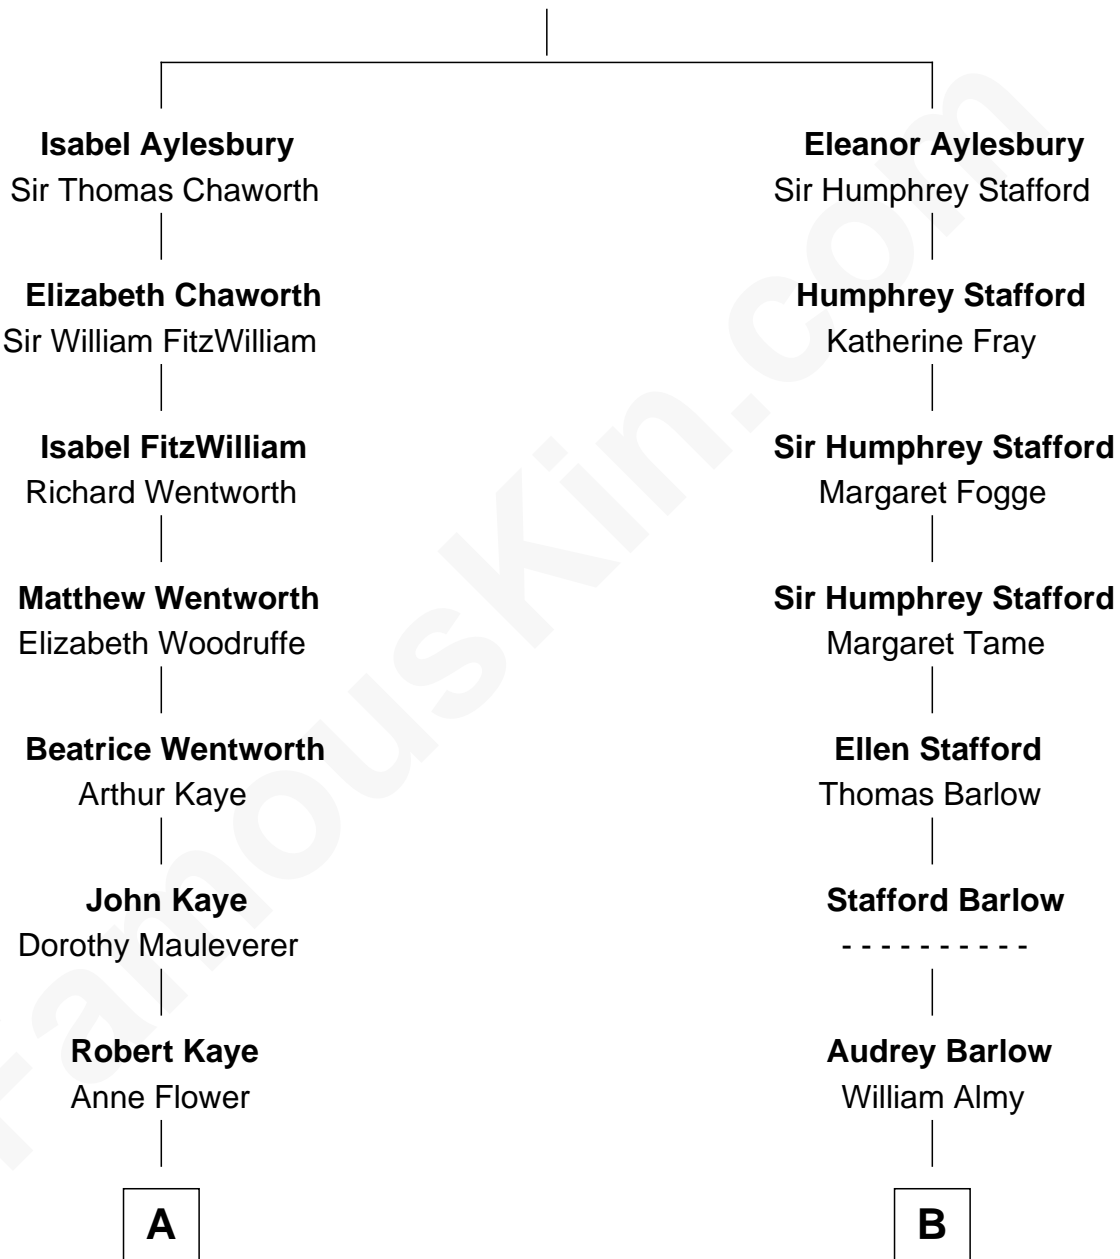 Isabel Aylesbury
Sir Thomas Chaworth
Eleanor Aylesbury
Sir Humphrey Stafford
Elizabeth Chaworth
Sir William FitzWilliam
Humphrey Stafford
Katherine Fray
Isabel FitzWilliam
Richard Wentworth
Sir Humphrey Stafford
Margaret Fogge
Matthew Wentworth
Elizabeth Woodruffe
Sir Humphrey Stafford
Margaret Tame
Beatrice Wentworth
Arthur Kaye
Ellen Stafford
Thomas Barlow
John Kaye
Dorothy Mauleverer
Stafford Barlow
- - - - - - - - - -
Robert Kaye
Anne Flower
Audrey Barlow
William Almy
A
B
FamousKin.com